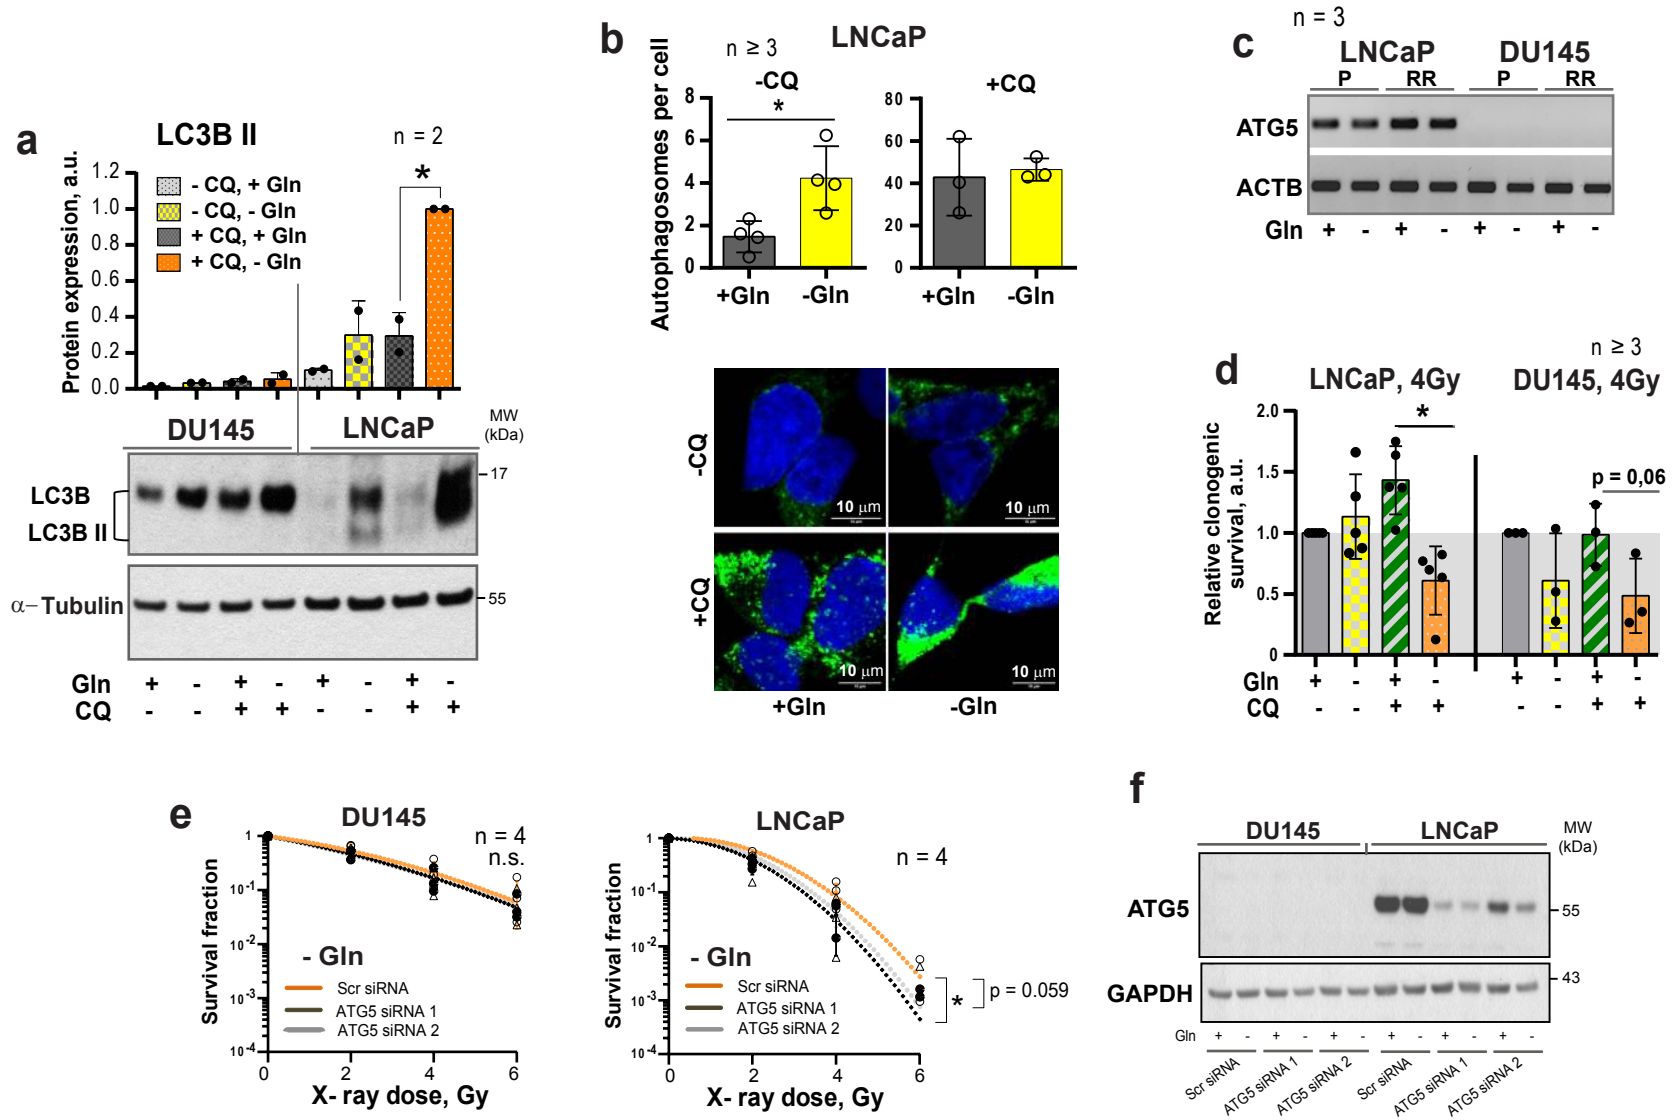 a
LC3B II
n = 2
*
Protein expression, a.u.
1.2
1.0
0.8
0.6
0.4
0.2
0.0
- CQ, + Gln
- CQ, - Gln
+ CQ, + Gln
+ CQ, - Gln
DU145
LNCaP
MW
(kDa)
17
LC3B
LC3B II
α− Tubulin
55
Gln + - + - + - + -
CQ - - + + - - + +
b
n ≥ 3
LNCaP
Autophagosomes per cell
-CQ
*
8
6
4
2
0
+Gln -Gln
+CQ
80
60
40
20
0
+Gln -Gln
-CQ
10 μm
10 μm
+CQ
10 μm
10 μm
+Gln -Gln
c
n = 3
LNCaP DU145
P RR P RR
ATG5
ACTB
Gln + - + - + - + -
d
n ≥ 3
LNCaP, 4Gy DU145, 4Gy
*
p = 0,06
Relative clonogenic
survival, a.u.
2.0
1.5
1.0
0.5
0
Gln + - + - + - + -
CQ - - + + - - + +
e
DU145
n = 4
n.s.
Survival fraction
1
10-1
10-2
10-3
10-4
- Gln
Scr siRNA
ATG5 siRNA 1
ATG5 siRNA 2
0 2 4 6
X- ray dose, Gy
LNCaP
n = 4
Survival fraction
1
10-1
10-2
10-3
10-4
- Gln
Scr siRNA
ATG5 siRNA 1
ATG5 siRNA 2
*
p = 0.059
0 2 4 6
X- ray dose, Gy
f
DU145 LNCaP
MW
(kDa)
ATG5
55
GAPDH
43
Gln + - + - + - + - + - + -
Scr siRNA ATG5 siRNA 1 ATG5 siRNA 2 Scr siRNA ATG5 siRNA 1 ATG5 siRNA 2